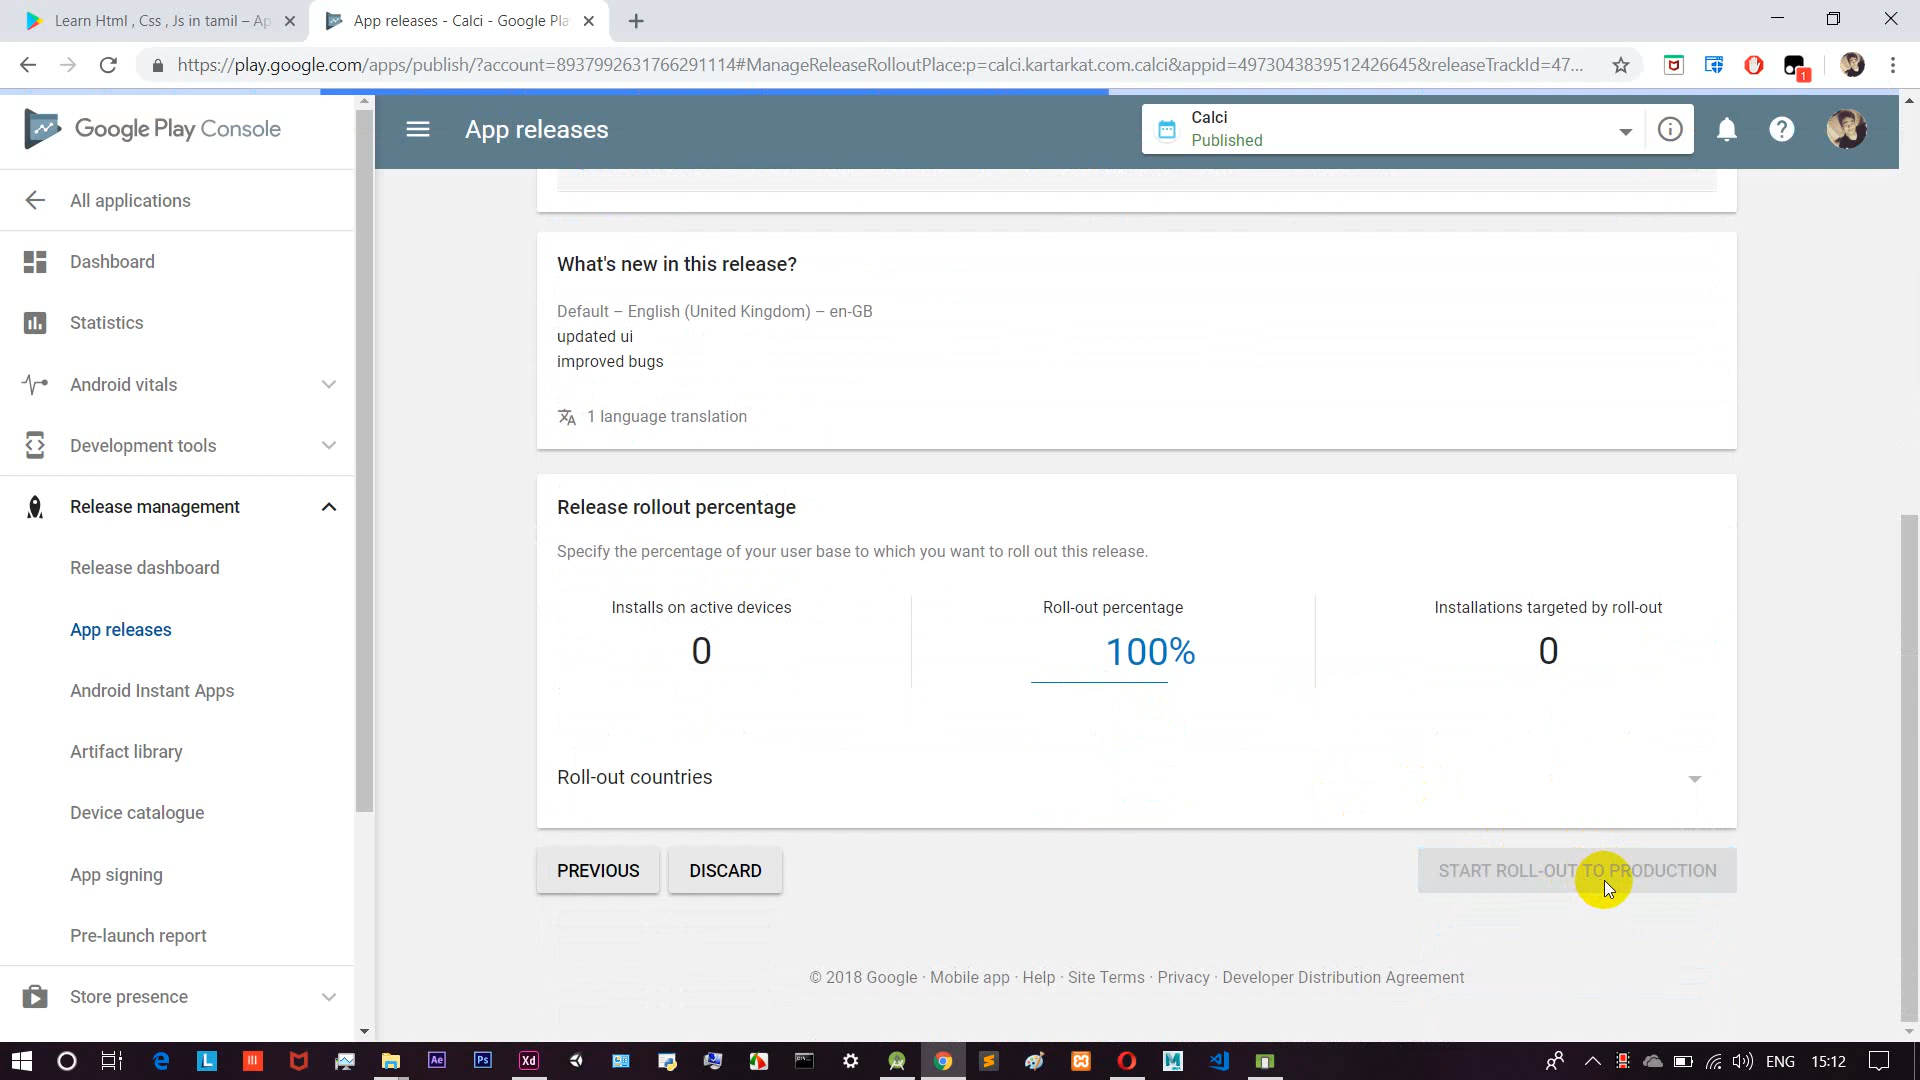 Learn Html , Css , Js in tamil – Ap
App releases - Calci - Google Pla
https://play.google.com/apps/publish/?account=8937992631766291114#ManageReleaseRolloutPlace:p=calci.kartarkat.com.calci&appid=4973043839512426645&releaseTrackId=47...
1
Google Play Console
App releases
Calci
Published
All applications
Dashboard
Statistics
Android vitals
Development tools
Release management
Release dashboard
App releases
Android Instant Apps
Artifact library
Device catalogue
App signing
Pre-launch report
Store presence
What's new in this release?
Default – English (United Kingdom) – en-GB
updated ui
improved bugs
1 language translation
Release rollout percentage
Specify the percentage of your user base to which you want to roll out this release.
Installs on active devices
0
Roll-out percentage
100%
Installations targeted by roll-out
0
Roll-out countries
PREVIOUS
DISCARD
START ROLL-OUT TO PRODUCTION
© 2018 Google · Mobile app · Help · Site Terms · Privacy · Developer Distribution Agreement
L
Ae
Ps
Xd
ENG
15:12